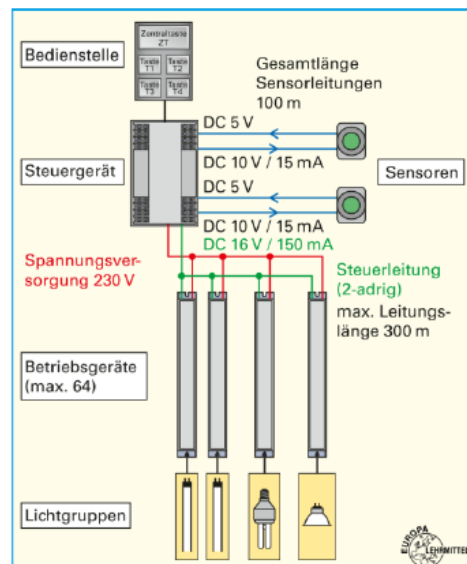 Bedienstelle
Zentraltaste
ZT
Taste
T1
Taste
T2
Taste
T3
Taste
T4
Gesamtlänge
Sensorleitungen
100 m
DC 5 V
DC 10 V / 15 mA
Steuergerät
Sensoren
DC 5 V
DC 10 V / 15 mA
DC 16 V / 150 mA
Spannungsver-
sorgung 230 V
Steuerleitung
(2-adrig)
max. Leitungs-
länge 300 m
Betriebsgeräte
(max. 64)
Lichtgruppen
EUROPA
LEHRMITTEL